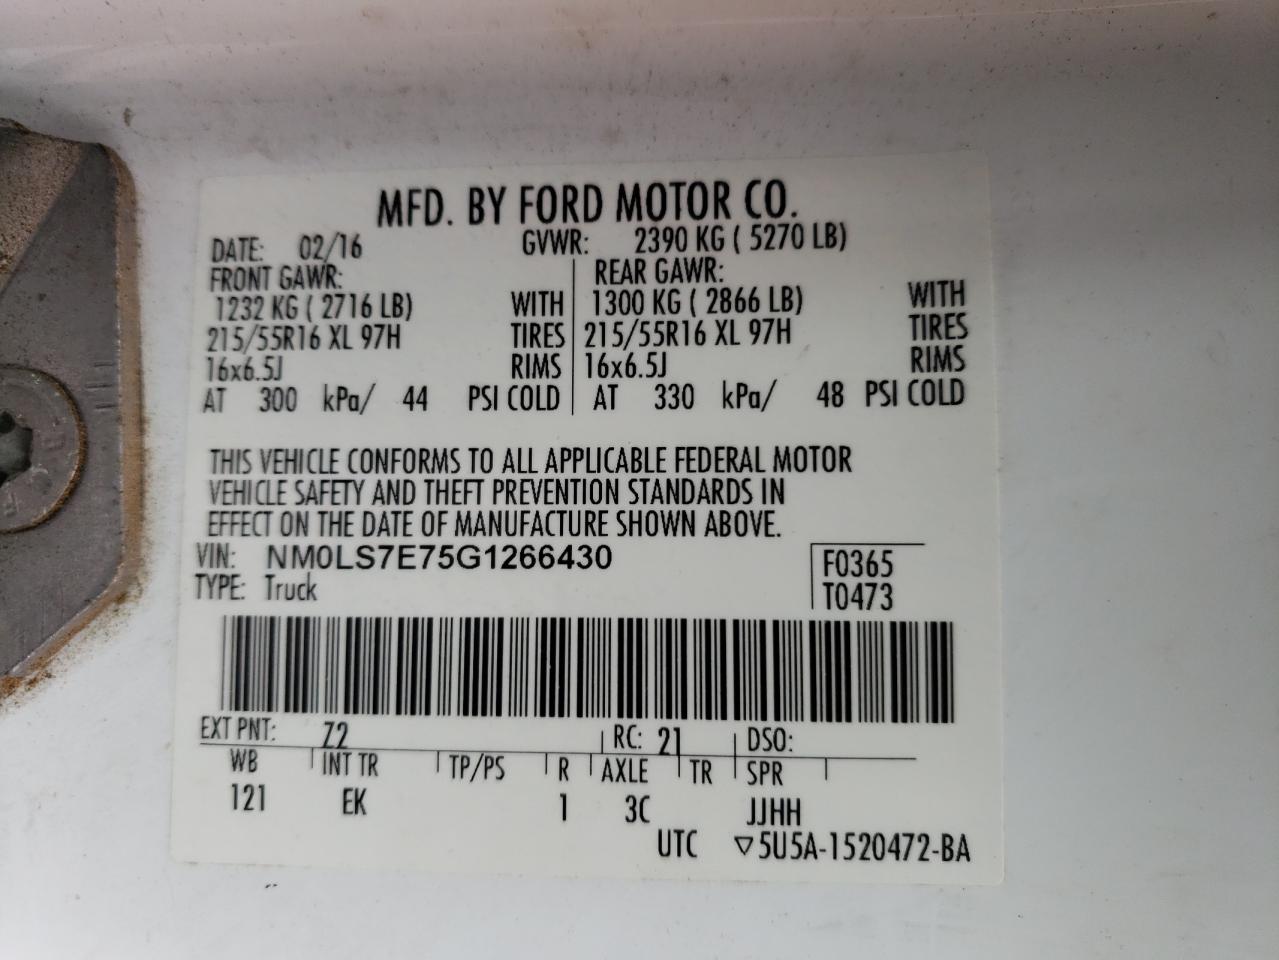 MFD. BY FORD MOTOR CO.
DATE: 02/16 GVWR: 2390 KG ( 5270 LB)
FRONT GAWR: REAR GAWR:
1232 KG ( 2716 LB) WITH 1300 KG ( 2866 LB) WITH
215/55R16 XL 97H TIRES 215/55R16 XL 97H TIRES
16x6.5J RIMS 16x6.5J RIMS
AT 300 kPa/ 44 PSI COLD AT 330 kPa/ 48 PSI COLD
THIS VEHICLE CONFORMS TO ALL APPLICABLE FEDERAL MOTOR
VEHICLE SAFETY AND THEFT PREVENTION STANDARDS IN
EFFECT ON THE DATE OF MANUFACTURE SHOWN ABOVE.
VIN: NM0LS7E75G1266430 F0365
TYPE: Truck T0473
EXT PNT: Z2 RC: 21 DSO:
WB INT TR TP/PS R AXLE TR SPR
121 EK 1 3C JJHH
UTC ▽5U5A-1520472-BA